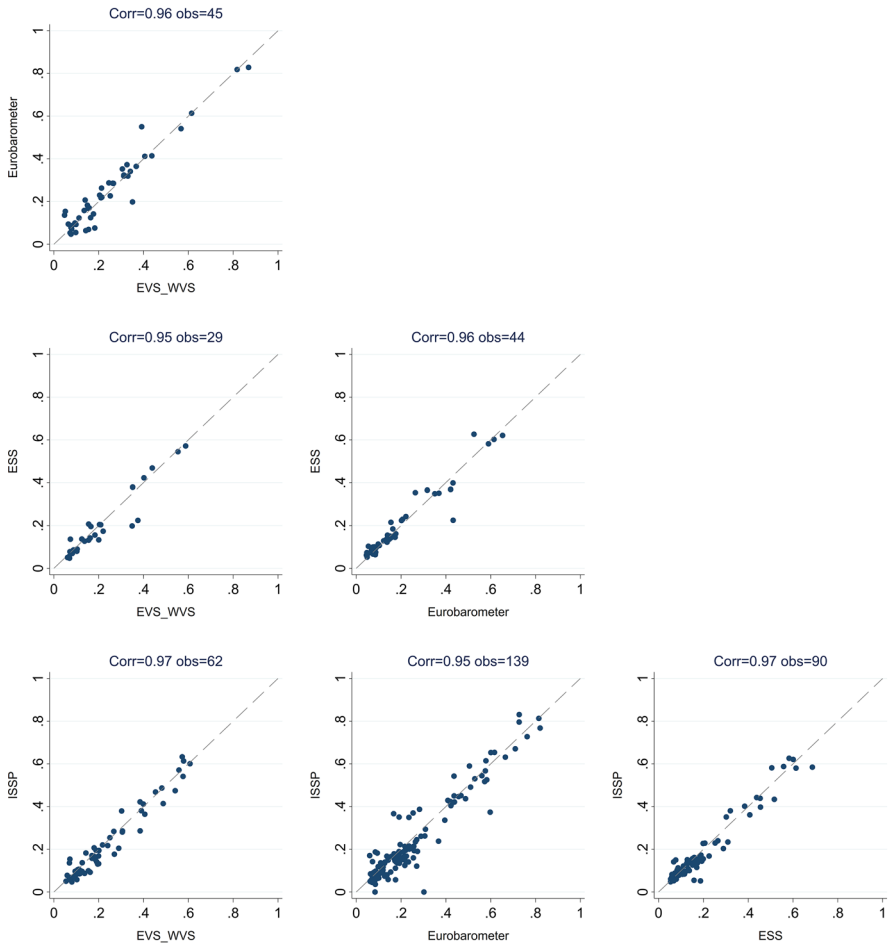 Corr=0.96 obs=45
Eurobarometer
1
.8
.6
.4
.2
0
0 .2 .4 .6 .8 1
EVS_WVS
Corr=0.95 obs=29
ESS
1
.8
.6
.4
.2
0
0 .2 .4 .6 .8 1
EVS_WVS
Corr=0.96 obs=44
ESS
1
.8
.6
.4
.2
0
0 .2 .4 .6 .8 1
Eurobarometer
Corr=0.97 obs=62
ISSP
1
.8
.6
.4
.2
0
0 .2 .4 .6 .8 1
EVS_WVS
Corr=0.95 obs=139
ISSP
1
.8
.6
.4
.2
0
0 .2 .4 .6 .8 1
Eurobarometer
Corr=0.97 obs=90
ISSP
1
.8
.6
.4
.2
0
0 .2 .4 .6 .8 1
ESS